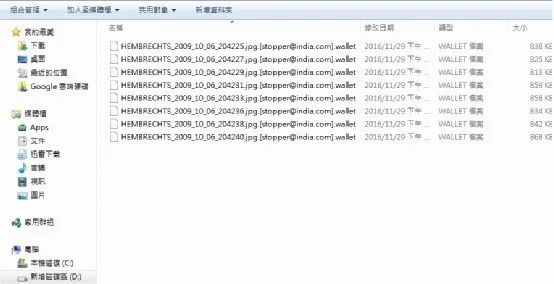 組合管理 加入至媒體櫃 共用對象 新增資料夾
名稱 修改日期 類型
我的最愛
下載
桌面
最近的位置
Google 雲端硬碟
媒體櫃
Apps
文件
迅雷下載
音樂
視訊
圖片
家用群組
電腦
本機磁碟 (C:)
新增磁碟區 (D:)
HEMBRECHTS_2009_10_06_204225.jpg.[stopper@india.com].wallet 2016/11/29 下午 ... WALLET 檔案 838 KB
HEMBRECHTS_2009_10_06_204227.jpg.[stopper@india.com].wallet 2016/11/29 下午 ... WALLET 檔案 840 KB
HEMBRECHTS_2009_10_06_204229.jpg.[stopper@india.com].wallet 2016/11/29 下午 ... WALLET 檔案 813 KB
HEMBRECHTS_2009_10_06_204231.jpg.[stopper@india.com].wallet 2016/11/29 下午 ... WALLET 檔案 859 KB
HEMBRECHTS_2009_10_06_204233.jpg.[stopper@india.com].wallet 2016/11/29 下午 ... WALLET 檔案 858 KB
HEMBRECHTS_2009_10_06_204236.jpg.[stopper@india.com].wallet 2016/11/29 下午 ... WALLET 檔案 834 KB
HEMBRECHTS_2009_10_06_204238.jpg.[stopper@india.com].wallet 2016/11/29 下午 ... WALLET 檔案 842 KB
HEMBRECHTS_2009_10_06_204240.jpg.[stopper@india.com].wallet 2016/11/29 下午 ... WALLET 檔案 868 KB